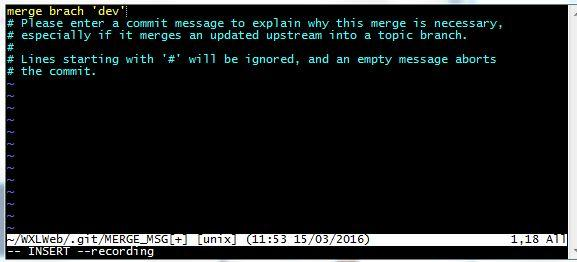 merge brach 'dev'
# Please enter a commit message to explain why this merge is necessary,
# especially if it merges an updated upstream into a topic branch.
#
# Lines starting with '#' will be ignored, and an empty message aborts
# the commit.
~
~
~
~
~
~
~
~
~
~
~/WXLWeb/.git/MERGE_MSG[+] [unix] (11:53 15/03/2016) 1,18 All
-- INSERT --recording